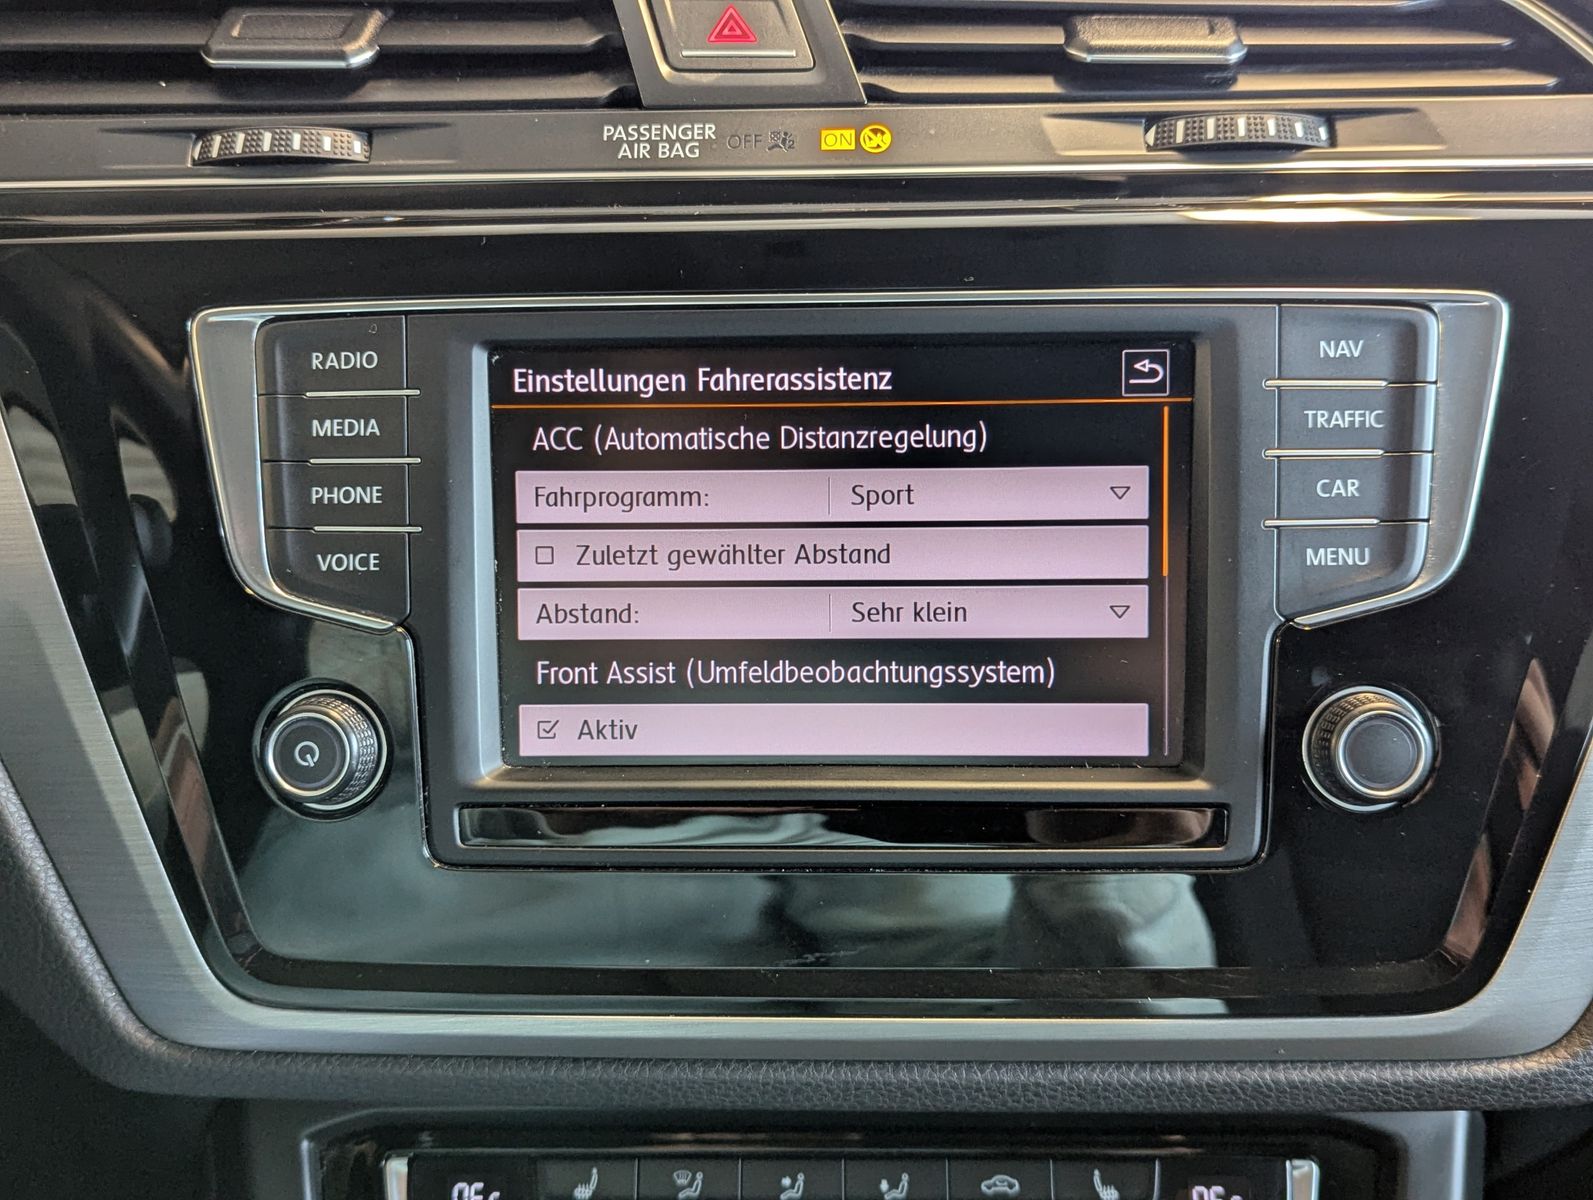 PASSENGER
AIR BAG
OFF
ON
RADIO
MEDIA
PHONE
VOICE
Einstellungen Fahrerassistenz
ACC (Automatische Distanzregelung)
Fahrprogramm: Sport
Zuletzt gewählter Abstand
Abstand: Sehr klein
Front Assist (Umfeldbeobachtungssystem)
Aktiv
NAV
TRAFFIC
CAR
MENU